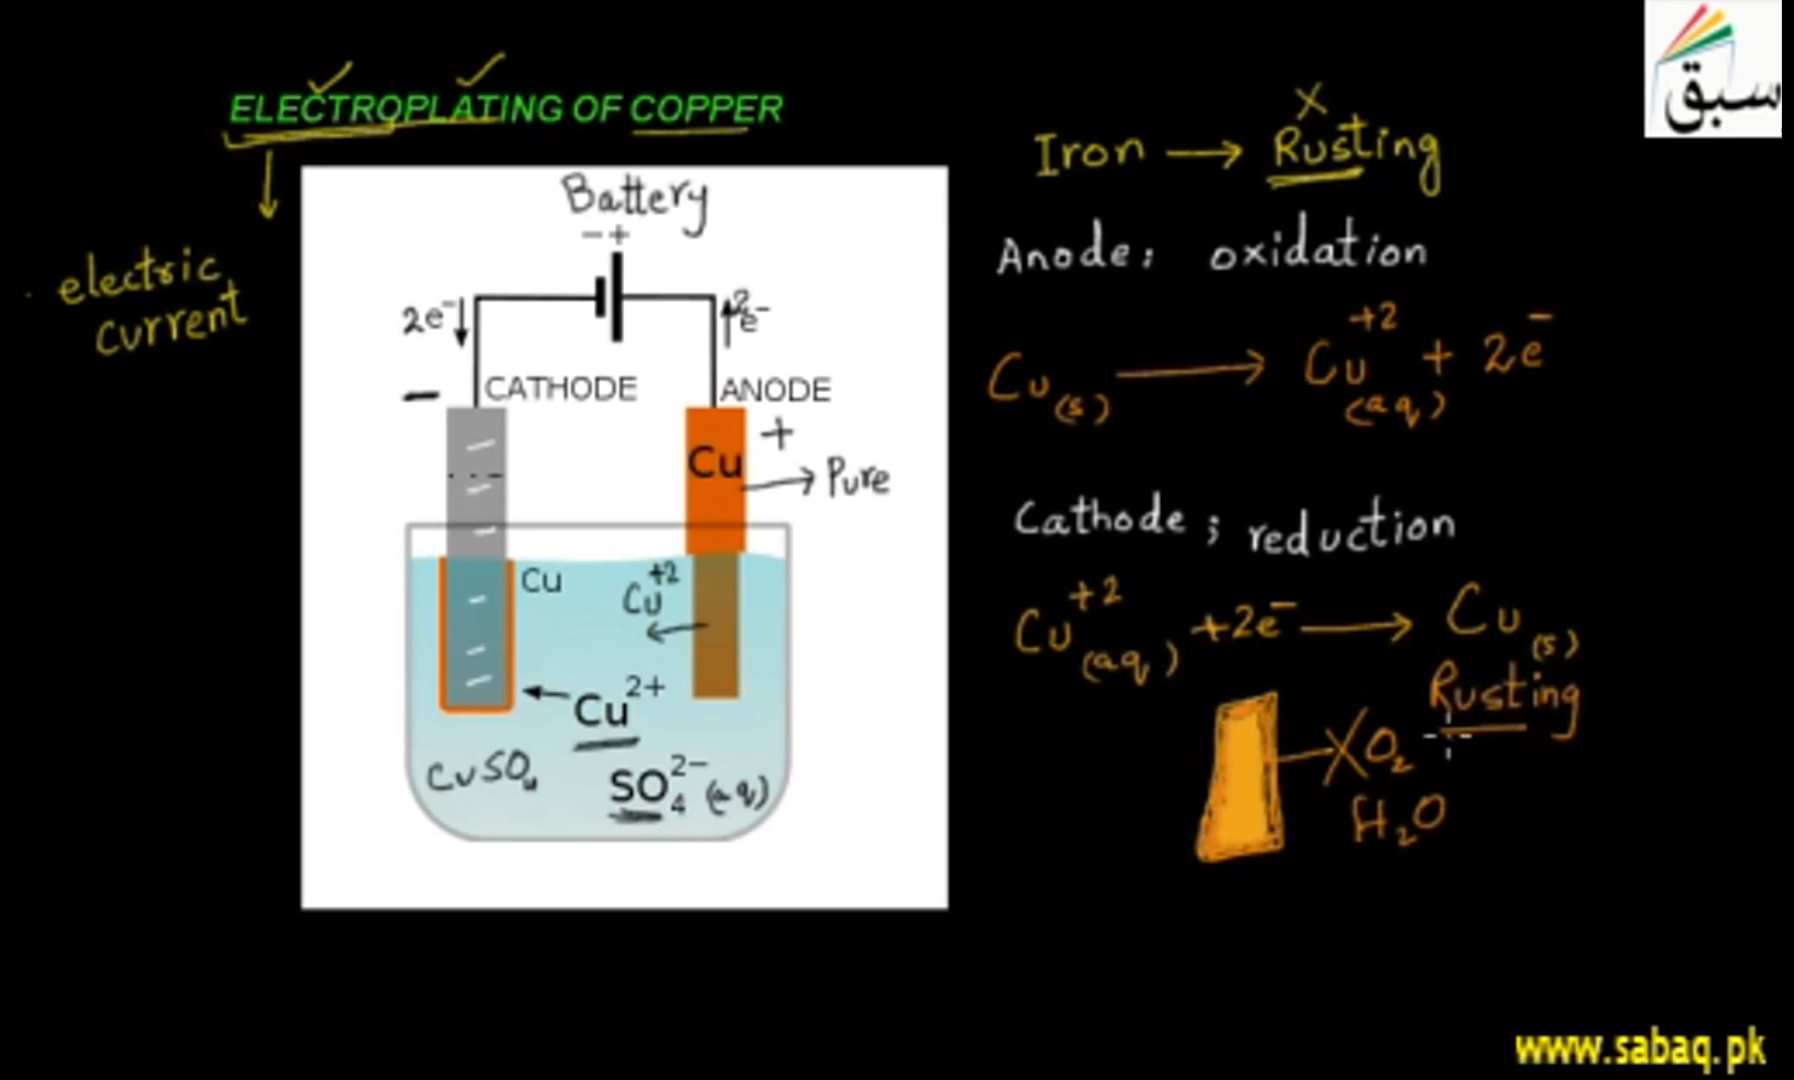 سبق
ELECTROPLATING OF COPPER
electric
current
Battery
- +
2e⁻
2e⁻
CATHODE
ANODE
-
+
Cu
Pure
Cu
Cu⁺²
Cu²⁺
CuSO₄
SO₄²⁻ (aq)
X
Iron → Rusting
Anode: oxidation
Cu(s) → Cu⁺²(aq) + 2e⁻
Cathode; reduction
Cu⁺²(aq) + 2e⁻ → Cu(s)
Rusting
X O₂
H₂O
www.sabaq.pk